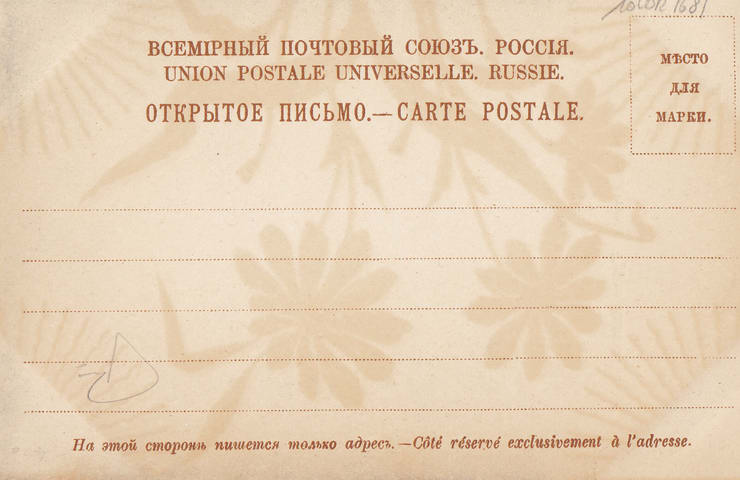 ВСЕМІРНЫЙ ПОЧТОВЫЙ СОЮЗЪ. РОССІЯ.
UNION POSTALE UNIVERSELLE. RUSSIE.
ОТКРЫТОЕ ПИСЬМО.—CARTE POSTALE.
МѢСТО
ДЛЯ
МАРКИ.
На этой сторонѣ пишется только адресъ.—Côté réservé exclusivement à l'adresse.